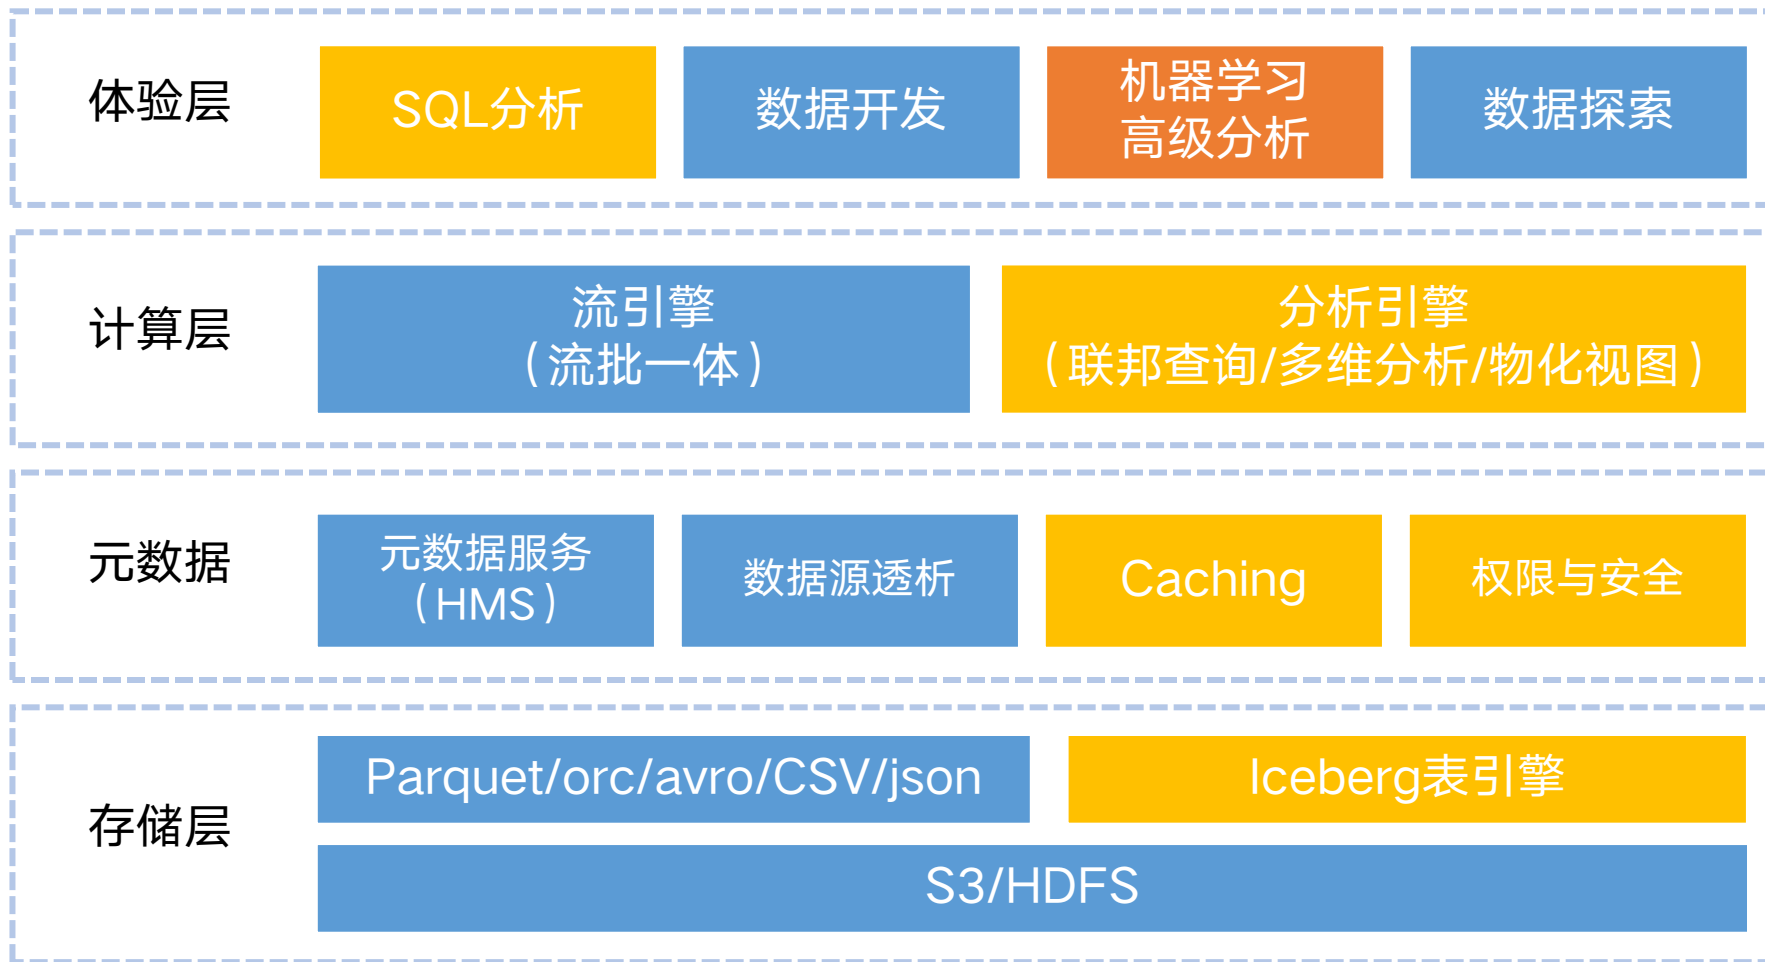 体验层
SQL分析
数据开发
机器学习
高级分析
数据探索
计算层
流引擎
（流批一体）
分析引擎
（联邦查询/多维分析/物化视图）
元数据
元数据服务
（HMS）
数据源透析
Caching
权限与安全
存储层
Parquet/orc/avro/CSV/json
Iceberg表引擎
S3/HDFS